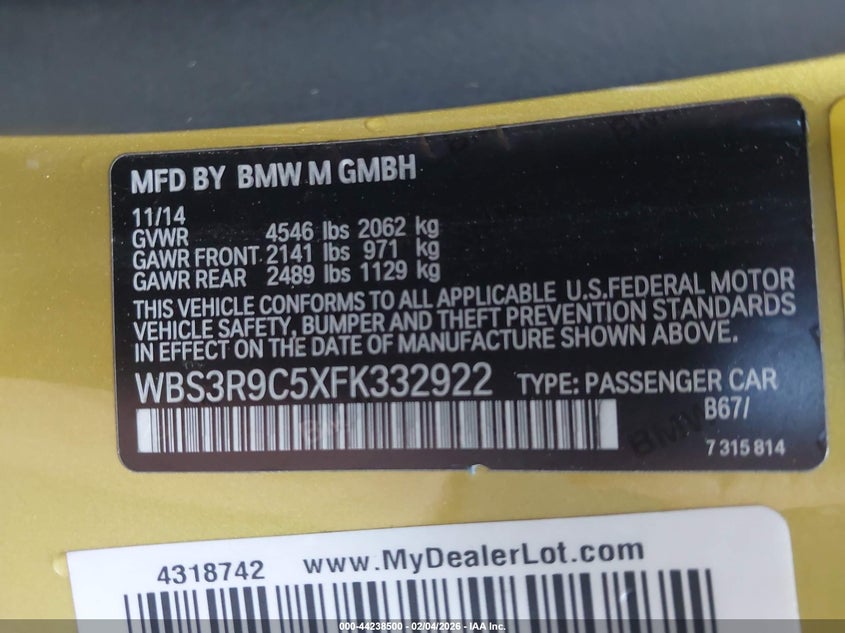 MFD BY BMW M GMBH
11/14
GVWR 4546 lbs 2062 kg
GAWR FRONT 2141 lbs 971 kg
GAWR REAR 2489 lbs 1129 kg
THIS VEHICLE CONFORMS TO ALL APPLICABLE U.S.FEDERAL MOTOR
VEHICLE SAFETY, BUMPER AND THEFT PREVENTION STANDARDS
IN EFFECT ON THE DATE OF MANUFACTURE SHOWN ABOVE.
WBS3R9C5XFK332922 TYPE: PASSENGER CAR
B67/
7 315 814
4318742 www.MyDealerLot.com
000-44238500 - 02/04/2026 - IAA Inc.